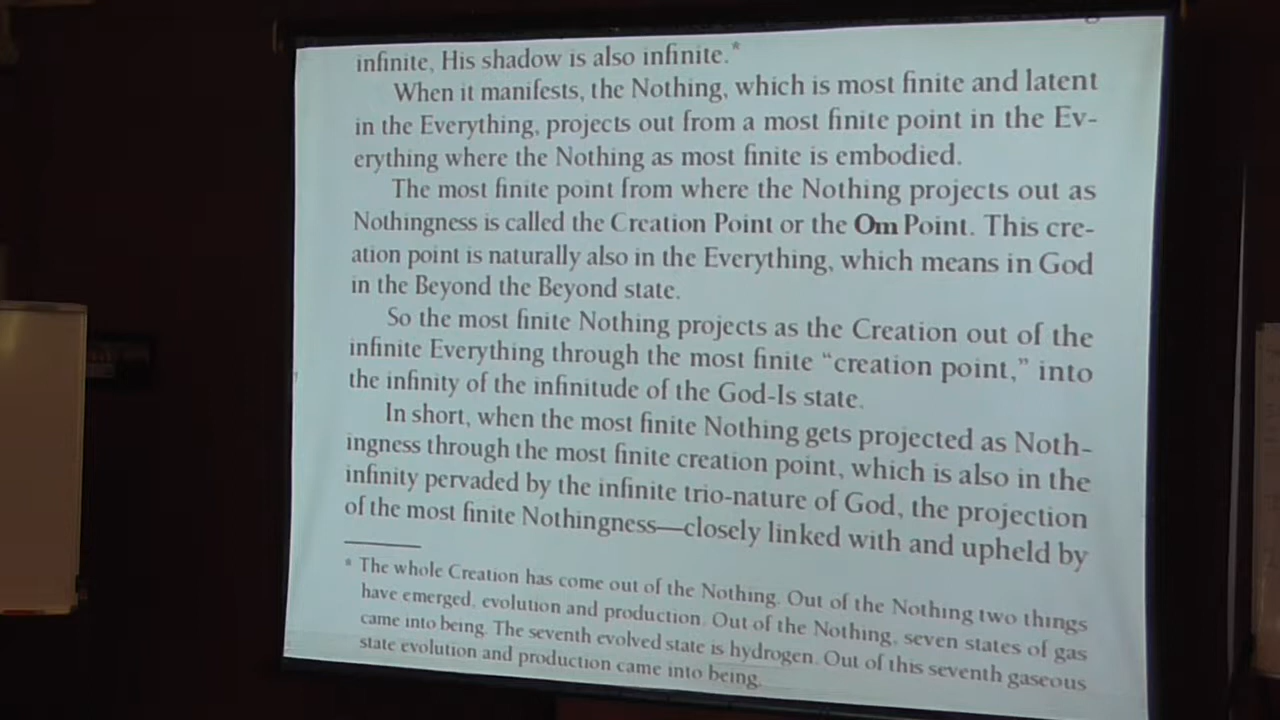 infinite, His shadow is also infinite.*
When it manifests, the Nothing, which is most finite and latent
in the Everything, projects out from a most finite point in the Ev-
erything where the Nothing as most finite is embodied.
The most finite point from where the Nothing projects out as
Nothingness is called the Creation Point or the Om Point. This cre-
ation point is naturally also in the Everything, which means in God
in the Beyond the Beyond state.
So the most finite Nothing projects as the Creation out of the
infinite Everything through the most finite “creation point,” into
the infinity of the infinitude of the God-Is state.
In short, when the most finite Nothing gets projected as Noth-
ingness through the most finite creation point, which is also in the
infinity pervaded by the infinite trio-nature of God, the projection
of the most finite Nothingness—closely linked with and upheld by
* The whole Creation has come out of the Nothing. Out of the Nothing two things
have emerged, evolution and production. Out of the Nothing, seven states of gas
came into being. The seventh evolved state is hydrogen. Out of this seventh gaseous
state evolution and production came into being.